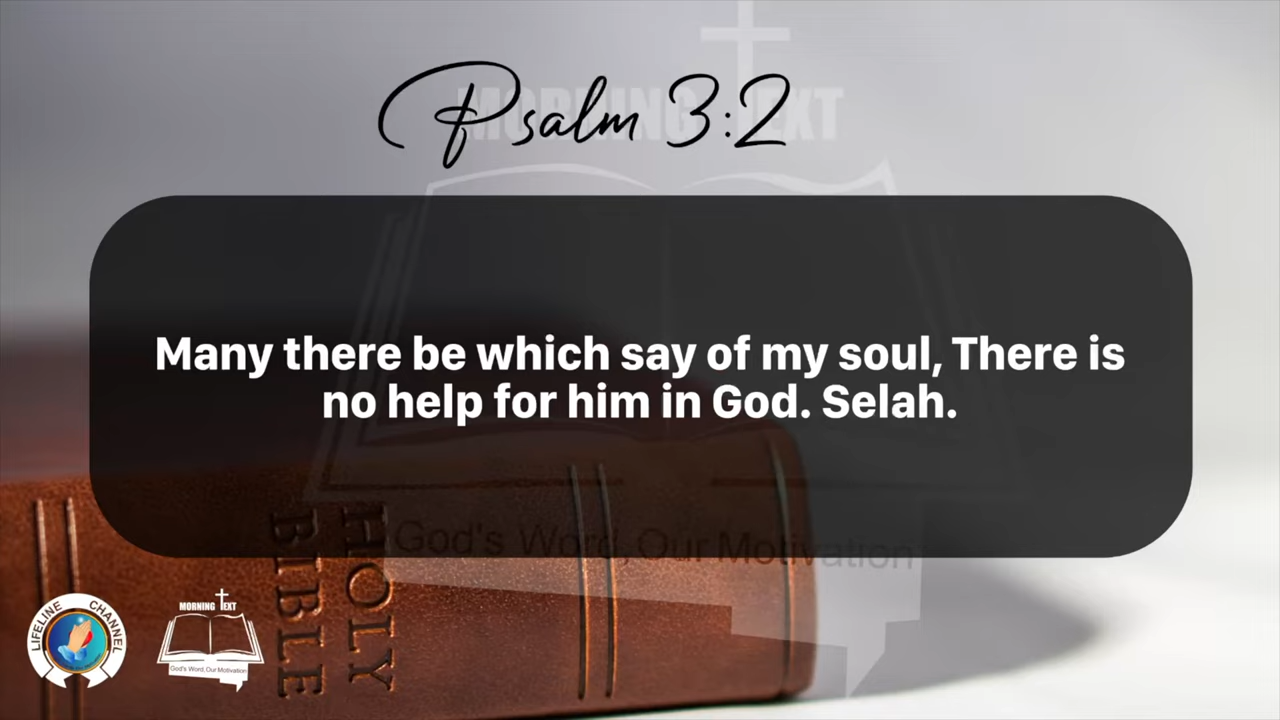 Psalm 3:2
MORNING TEXT
Many there be which say of my soul, There is
no help for him in God. Selah.
God's Word, Our Motivation
HOLY
BIBLE
LIFELINE CHANNEL
MORNING TEXT
God's Word, Our Motivation